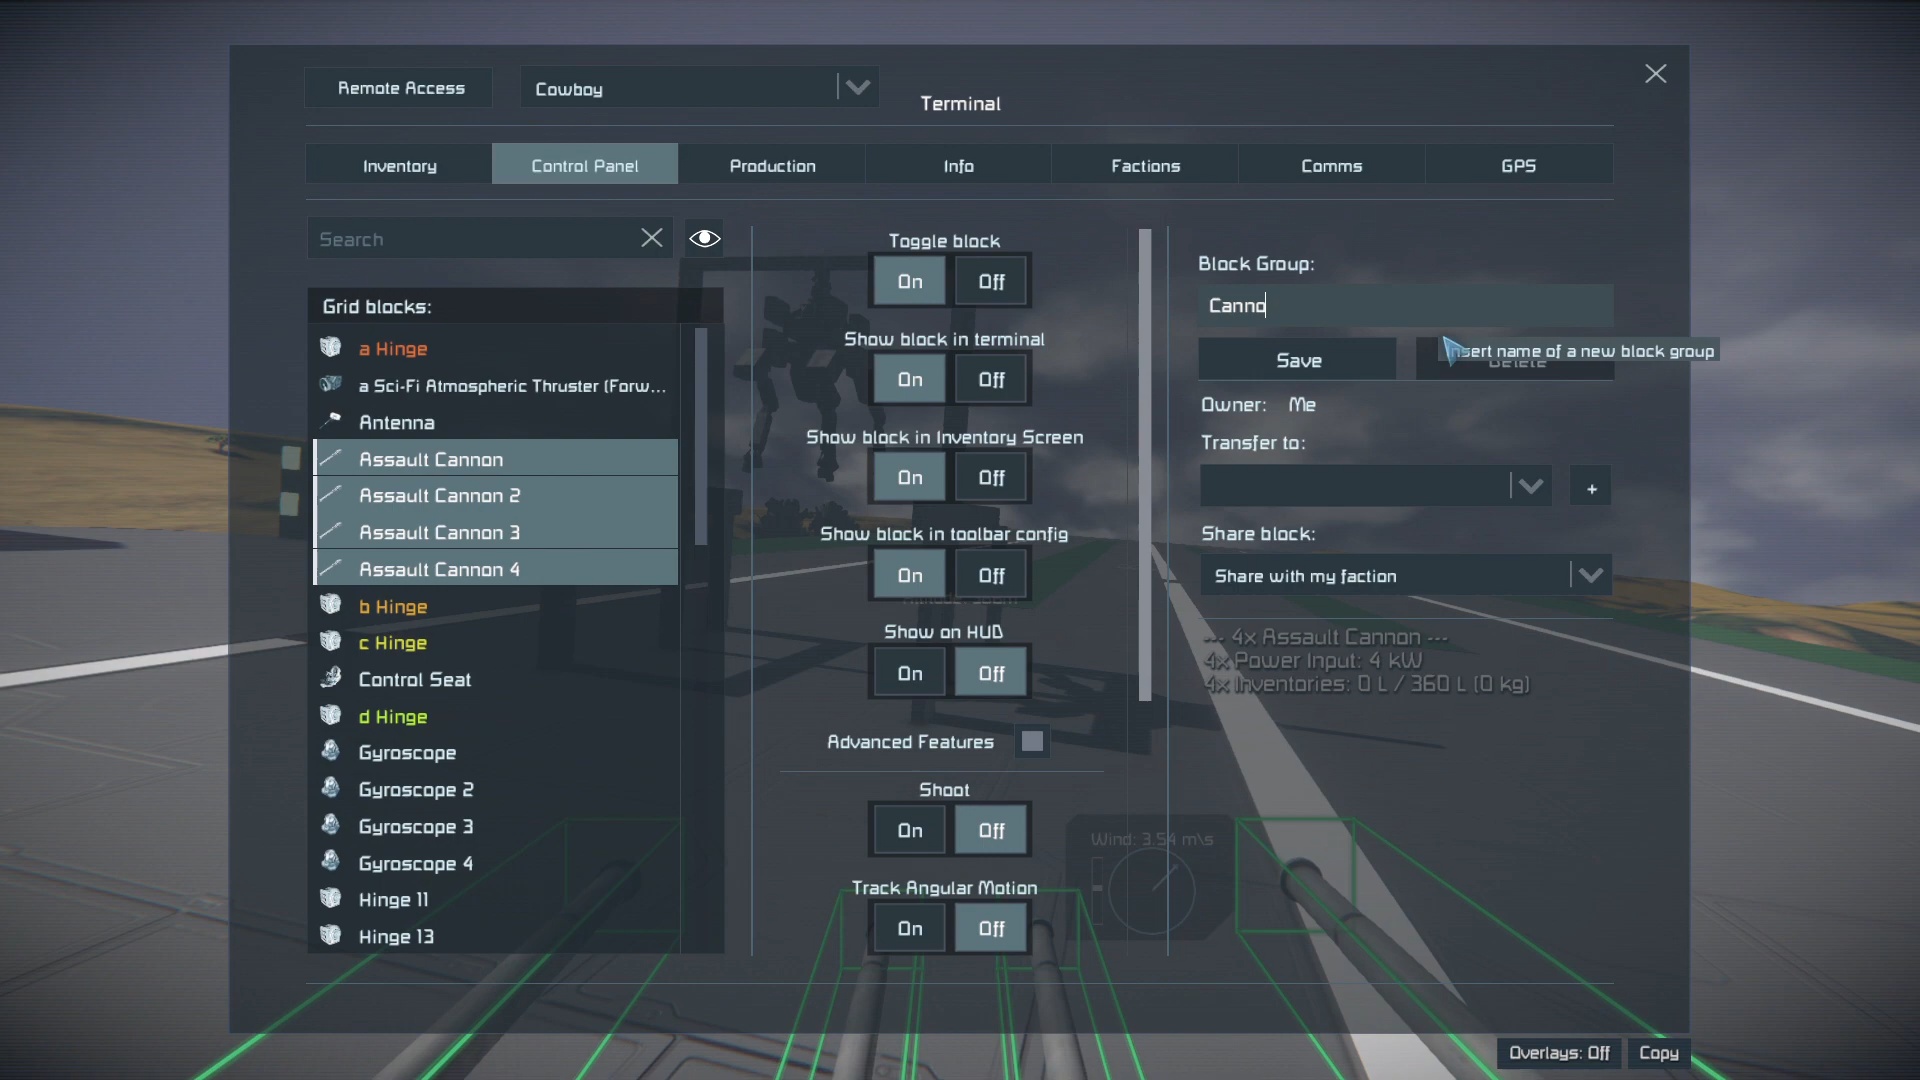 Remote Access
Cowboy
Terminal
Inventory
Control Panel
Production
Info
Factions
Comms
GPS
Search
Grid blocks:
a Hinge
a Sci-Fi Atmospheric Thruster (Forw...
Antenna
Assault Cannon
Assault Cannon 2
Assault Cannon 3
Assault Cannon 4
b Hinge
c Hinge
Control Seat
d Hinge
Gyroscope
Gyroscope 2
Gyroscope 3
Gyroscope 4
Hinge 11
Hinge 13
Toggle block
On Off
Show block in terminal
On Off
Show block in Inventory Screen
On Off
Show block in toolbar config
On Off
Show on HUD
On Off
Advanced Features
Shoot
On Off
Track Angular Motion
On Off
Block Group:
Canno
Insert name of a new block group
Save
Delete
Owner: Me
Transfer to:
+
Share block:
Share with my faction
--- 4x Assault Cannon ---
4x Power Input: 4 kW
4x Inventories: 0 L / 360 L (0 kg)
Wind: 3.54 m\s
Overlays: Off
Copy